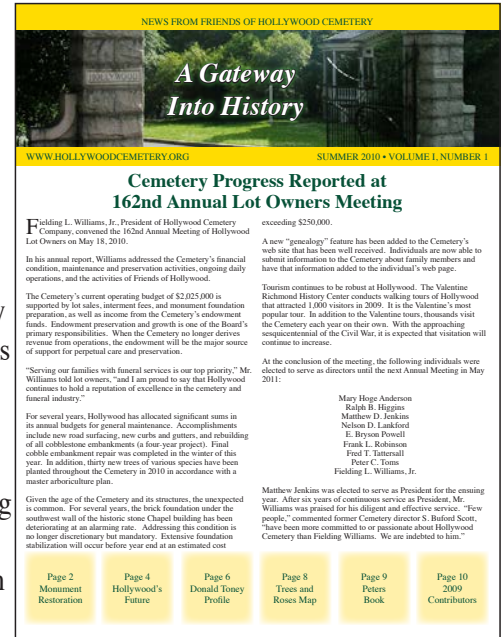 NEWS FROM FRIENDS OF HOLLYWOOD CEMETERY
HOLLYWOOD
A Gateway
Into History
WWW.HOLLYWOODCEMETERY.ORG
SUMMER 2010 • VOLUME I, NUMBER 1
Cemetery Progress Reported at
162nd Annual Lot Owners Meeting
Fielding L. Williams, Jr., President of Hollywood Cemetery
Company, convened the 162nd Annual Meeting of Hollywood
Lot Owners on May 18, 2010.
In his annual report, Williams addressed the Cemetery's financial
condition, maintenance and preservation activities, ongoing daily
operations, and the activities of Friends of Hollywood.
The Cemetery's current operating budget of $2,025,000 is
supported by lot sales, interment fees, and monument foundation
preparation, as well as income from the Cemetery's endowment
funds. Endowment preservation and growth is one of the Board's
primary responsibilities. When the Cemetery no longer derives
revenue from operations, the endowment will be the major source
of support for perpetual care and preservation.
“Serving our families with funeral services is our top priority,” Mr.
Williams told lot owners, “and I am proud to say that Hollywood
continues to hold a reputation of excellence in the cemetery and
funeral industry.”
For several years, Hollywood has allocated significant sums in
its annual budgets for general maintenance. Accomplishments
include new road surfacing, new curbs and gutters, and rebuilding
of all cobblestone embankments (a four-year project). Final
cobble embankment repair was completed in the winter of this
year. In addition, thirty new trees of various species have been
planted throughout the Cemetery in 2010 in accordance with a
master arboriculture plan.
Given the age of the Cemetery and its structures, the unexpected
is common. For several years, the brick foundation under the
southwest wall of the historic stone Chapel building has been
deteriorating at an alarming rate. Addressing this condition is
no longer discretionary but mandatory. Extensive foundation
stabilization will occur before year end at an estimated cost
exceeding $250,000.
A new “genealogy” feature has been added to the Cemetery's
web site that has been well received. Individuals are now able to
submit information to the Cemetery about family members and
have that information added to the individual's web page.
Tourism continues to be robust at Hollywood. The Valentine
Richmond History Center conducts walking tours of Hollywood
that attracted 1,000 visitors in 2009. It is the Valentine's most
popular tour. In addition to the Valentine tours, thousands visit
the Cemetery each year on their own. With the approaching
sesquicentennial of the Civil War, it is expected that visitation will
continue to increase.
At the conclusion of the meeting, the following individuals were
elected to serve as directors until the next Annual Meeting in May
2011:
Mary Hoge Anderson
Ralph B. Higgins
Matthew D. Jenkins
Nelson D. Lankford
E. Bryson Powell
Frank L. Robinson
Fred T. Tattersall
Peter C. Toms
Fielding L. Williams, Jr.
Matthew Jenkins was elected to serve as President for the ensuing
year. After six years of continuous service as President, Mr.
Williams was praised for his diligent and effective service. “Few
people,” commented former Cemetery director S. Buford Scott,
“have been more committed to or passionate about Hollywood
Cemetery than Fielding Williams. We are indebted to him.”
Page 2
Monument
Restoration
Page 4
Hollywood's
Future
Page 6
Donald Toney
Profile
Page 8
Trees and
Roses Map
Page 9
Peters
Book
Page 10
2009
Contributors